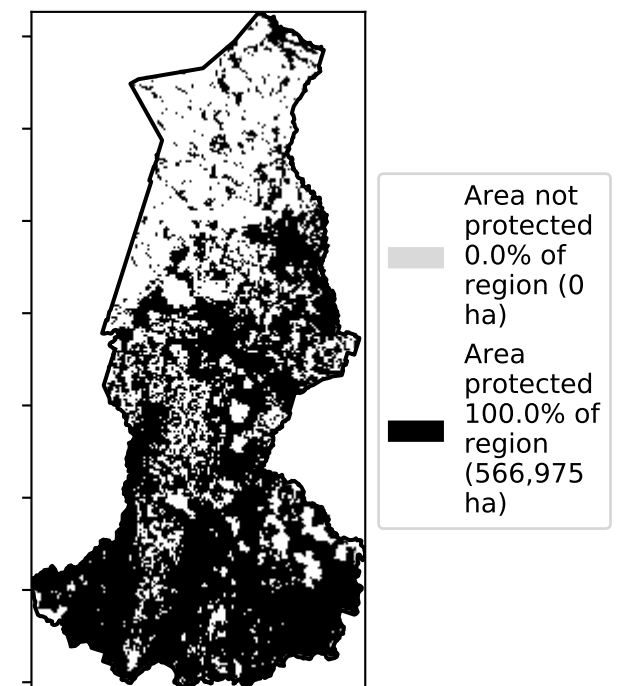 Area not
protected
0.0% of
region (0
ha)
Area
protected
100.0% of
region
(566,975
ha)